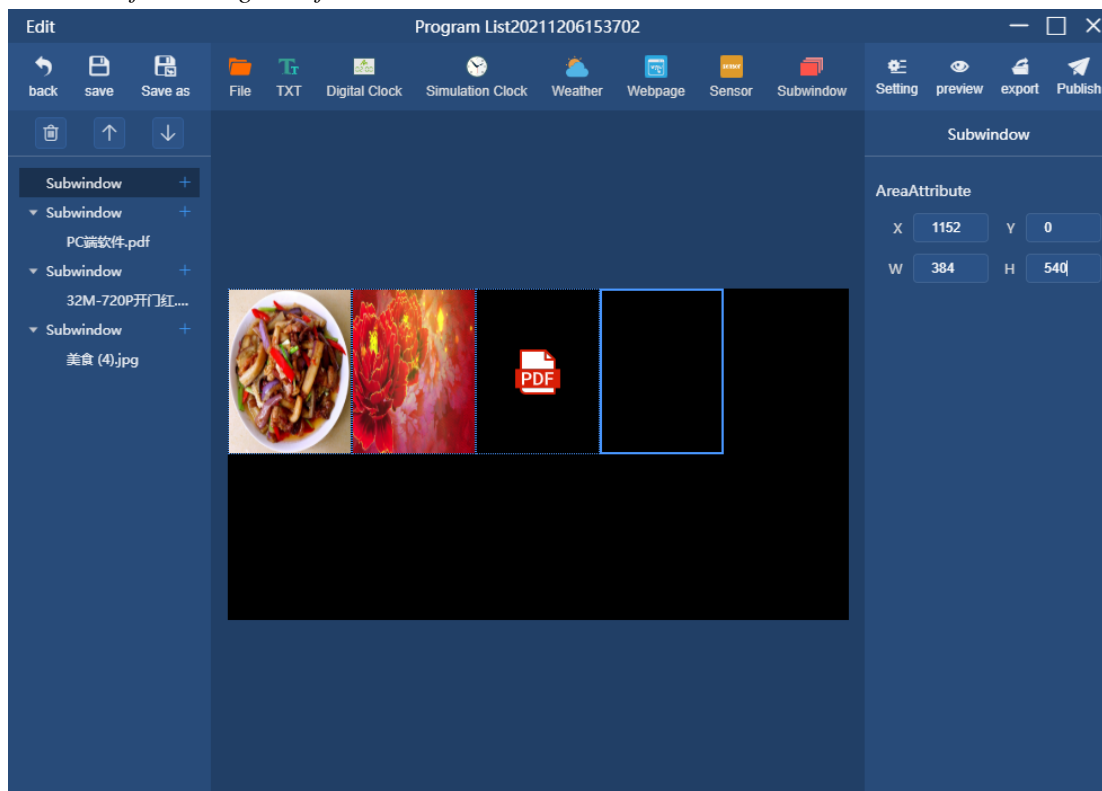 Edit
Program List20211206153702
back
save
Save as
File
TXT
Digital Clock
Simulation Clock
Weather
Webpage
Sensor
Subwindow
Setting
preview
export
Publish
Subwindow
Subwindow
AreaAttribute
X 1152 Y 0
W 384 H 540
Subwindow
PC端软件.pdf
Subwindow
32M-720P开门红....
Subwindow
美食 (4).jpg
PDF